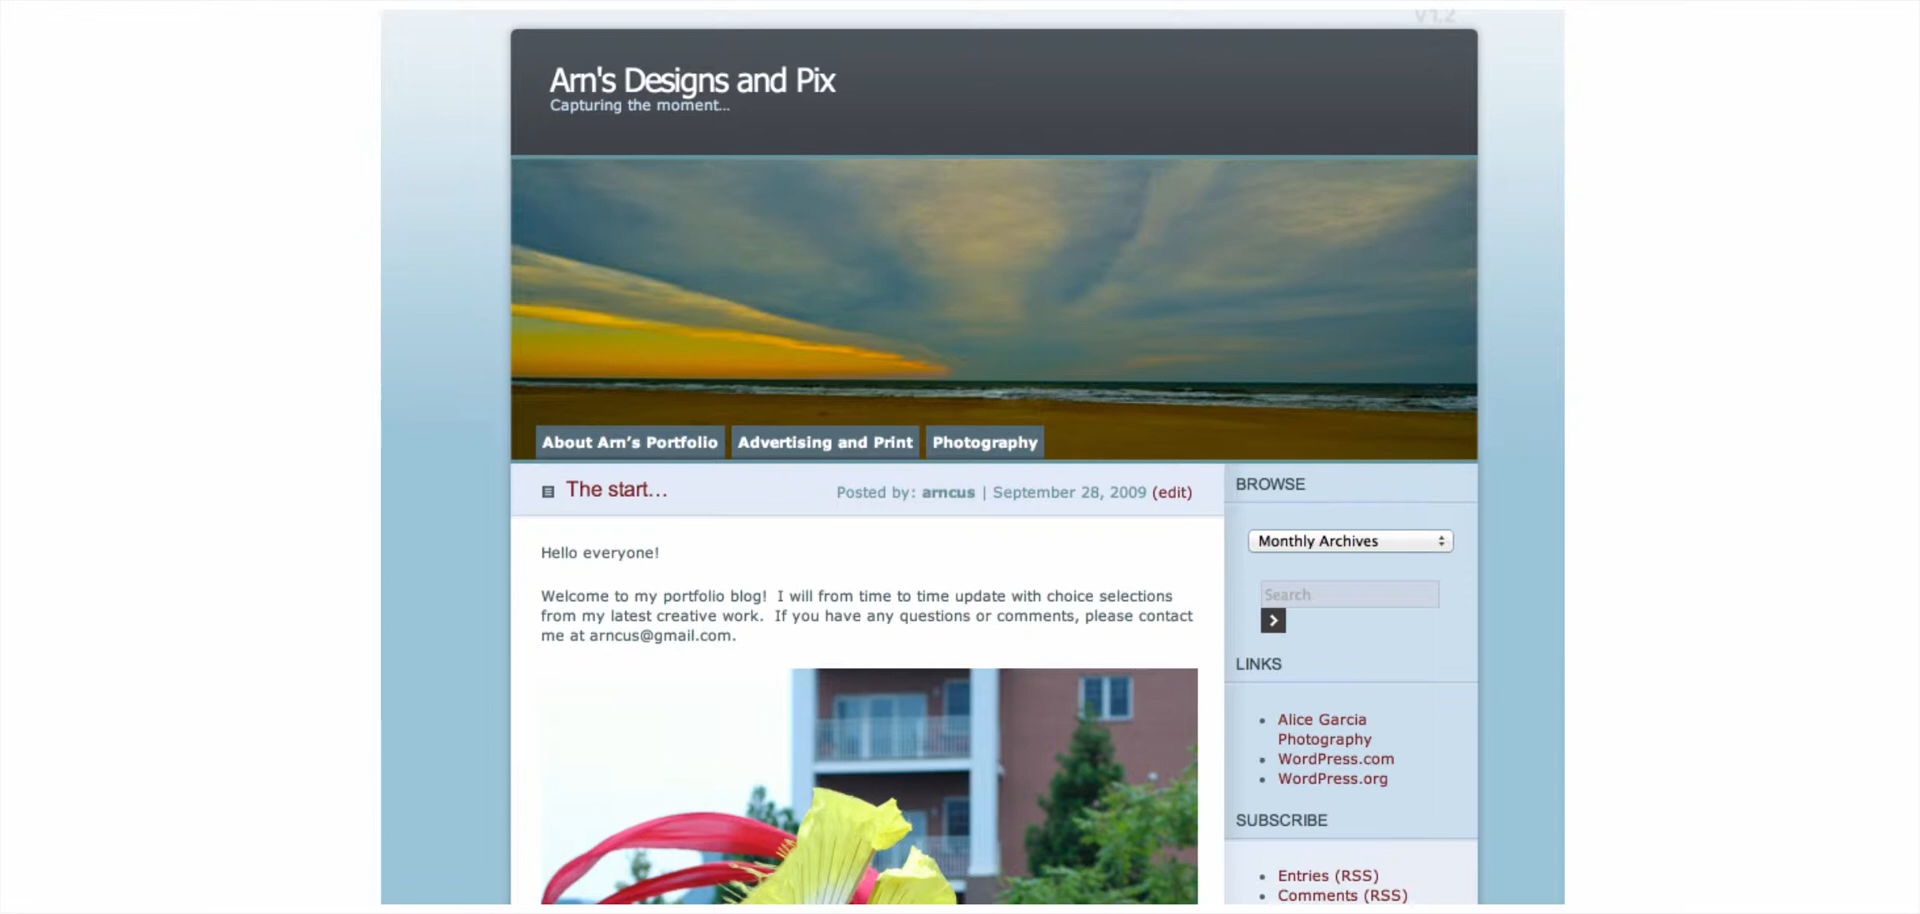 V1.2
Arn's Designs and Pix
Capturing the moment...
About Arn’s Portfolio
Advertising and Print
Photography
The start...
Posted by: arncus | September 28, 2009 (edit)
Hello everyone!
Welcome to my portfolio blog!  I will from time to time update with choice selections
from my latest creative work.  If you have any questions or comments, please contact
me at arncus@gmail.com.
BROWSE
Monthly Archives
Search
LINKS
Alice Garcia
Photography
WordPress.com
WordPress.org
SUBSCRIBE
Entries (RSS)
Comments (RSS)